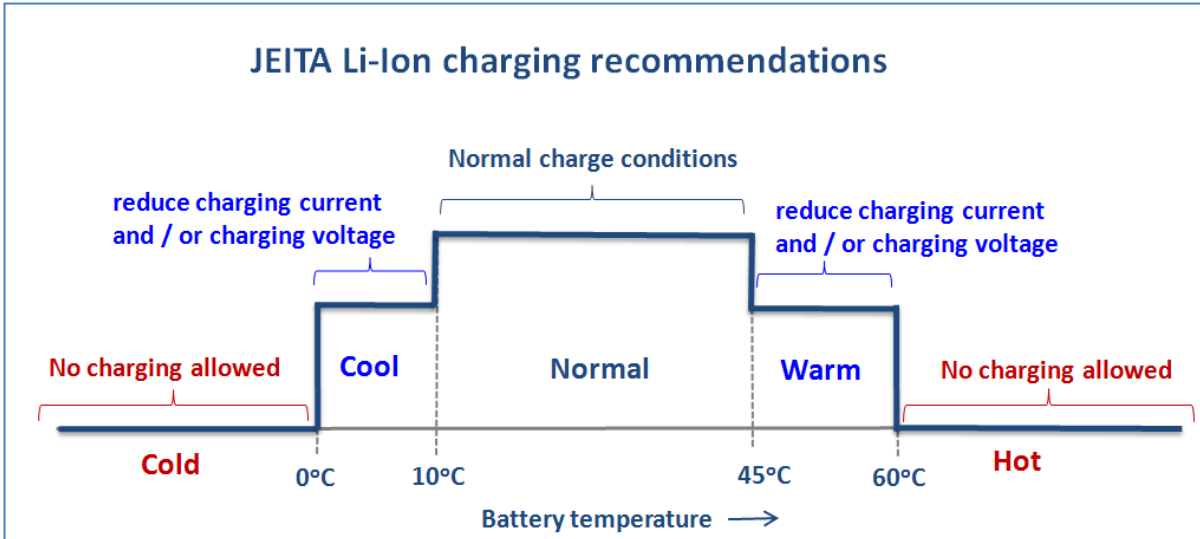 JEITA Li-Ion charging recommendations
Normal charge conditions
reduce charging current
and / or charging voltage
reduce charging current
and / or charging voltage
No charging allowed
Cool
Normal
Warm
No charging allowed
Cold
Hot
0°C
10°C
45°C
60°C
Battery temperature